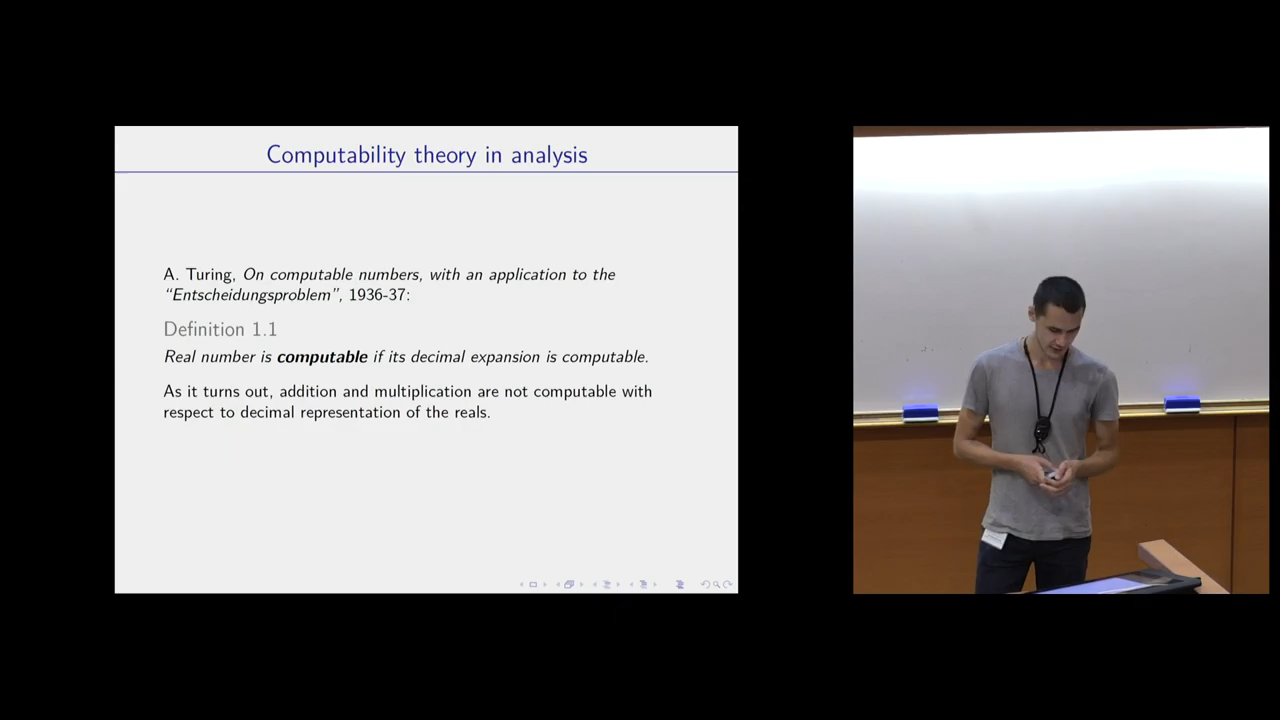 Computability theory in analysis
A. Turing, On computable numbers, with an application to the
“Entscheidungsproblem”, 1936-37:
Definition 1.1
Real number is computable if its decimal expansion is computable.
As it turns out, addition and multiplication are not computable with
respect to decimal representation of the reals.